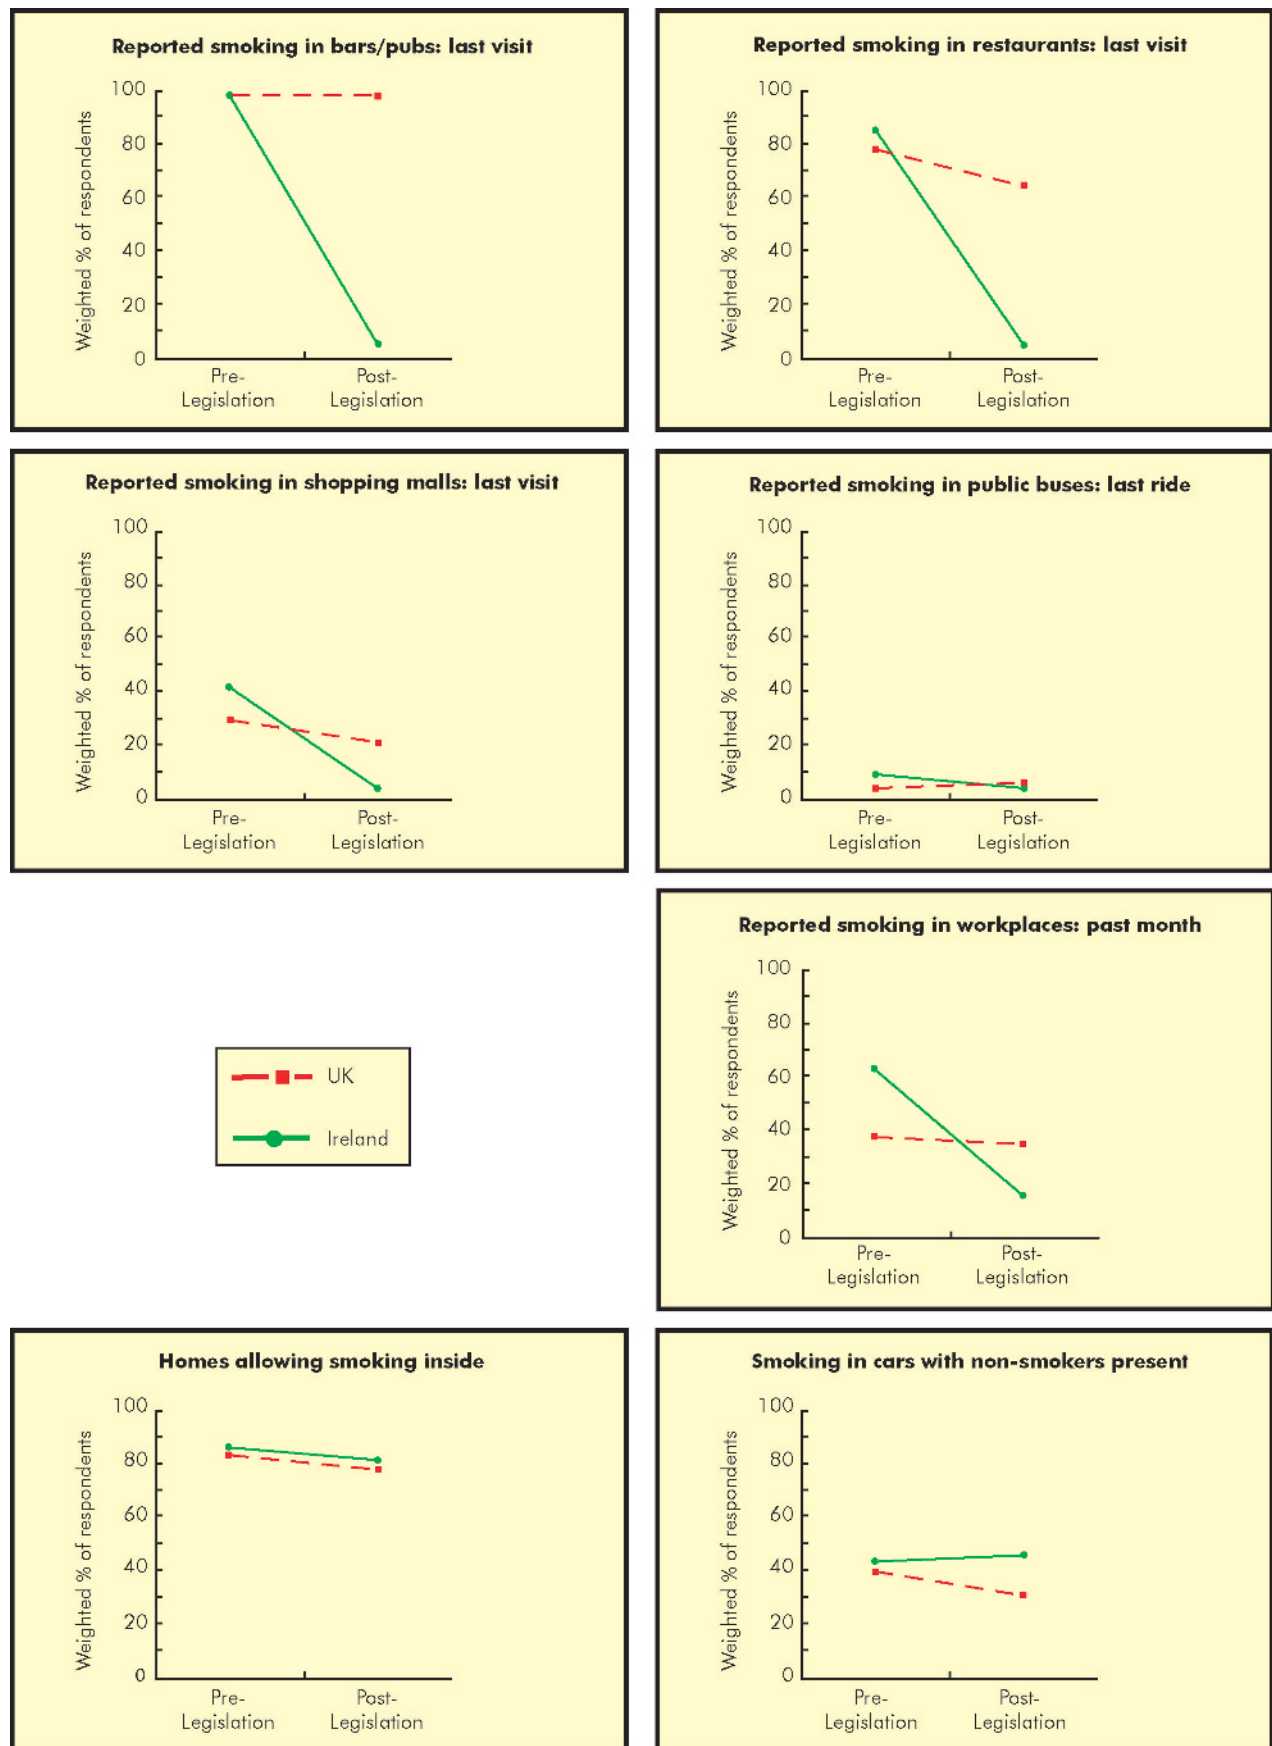 Reported smoking in bars/pubs: last visit
Weighted % of respondents
100
80
60
40
20
0
Pre-
Legislation
Post-
Legislation
Reported smoking in restaurants: last visit
Weighted % of respondents
100
80
60
40
20
0
Pre-
Legislation
Post-
Legislation
Reported smoking in shopping malls: last visit
Weighted % of respondents
100
80
60
40
20
0
Pre-
Legislation
Post-
Legislation
Reported smoking in public buses: last ride
Weighted % of respondents
100
80
60
40
20
0
Pre-
Legislation
Post-
Legislation
UK
Ireland
Reported smoking in workplaces: past month
Weighted % of respondents
100
80
60
40
20
0
Pre-
Legislation
Post-
Legislation
Homes allowing smoking inside
Weighted % of respondents
100
80
60
40
20
0
Pre-
Legislation
Post-
Legislation
Smoking in cars with non-smokers present
Weighted % of respondents
100
80
60
40
20
0
Pre-
Legislation
Post-
Legislation